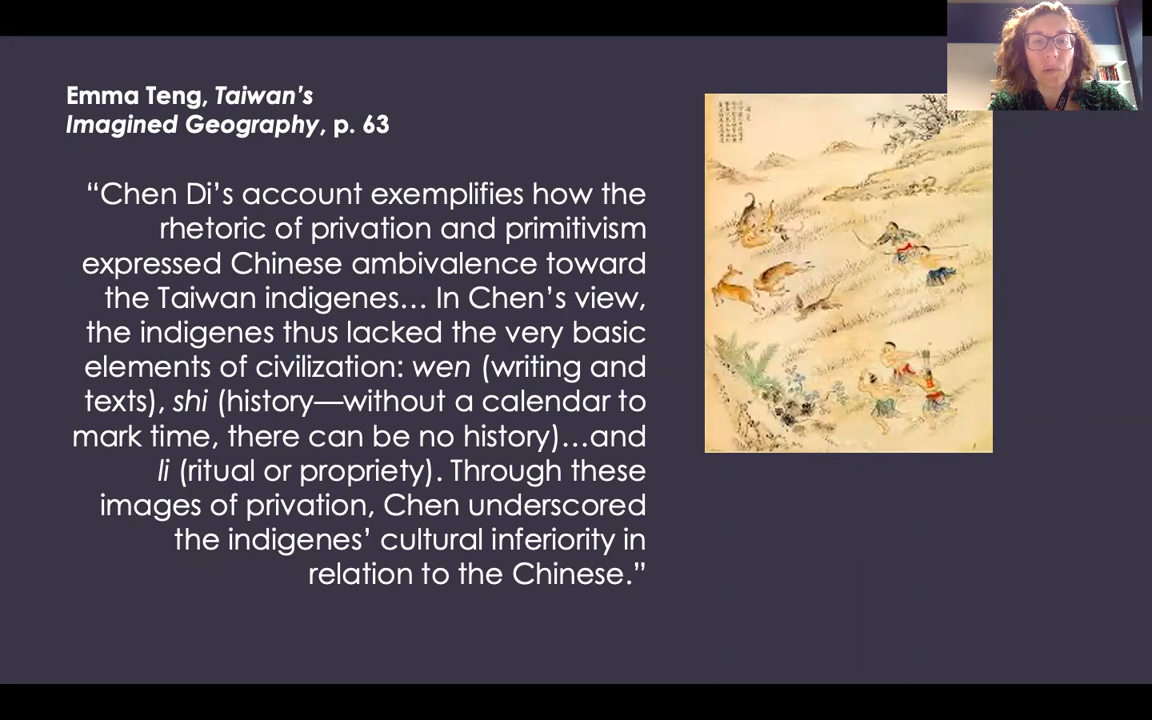 Emma Teng, Taiwan’s
Imagined Geography, p. 63
“Chen Di’s account exemplifies how the
rhetoric of privation and primitivism
expressed Chinese ambivalence toward
the Taiwan indigenes… In Chen’s view,
the indigenes thus lacked the very basic
elements of civilization: wen (writing and
texts), shi (history—without a calendar to
mark time, there can be no history)…and
li (ritual or propriety). Through these
images of privation, Chen underscored
the indigenes’ cultural inferiority in
relation to the Chinese.”